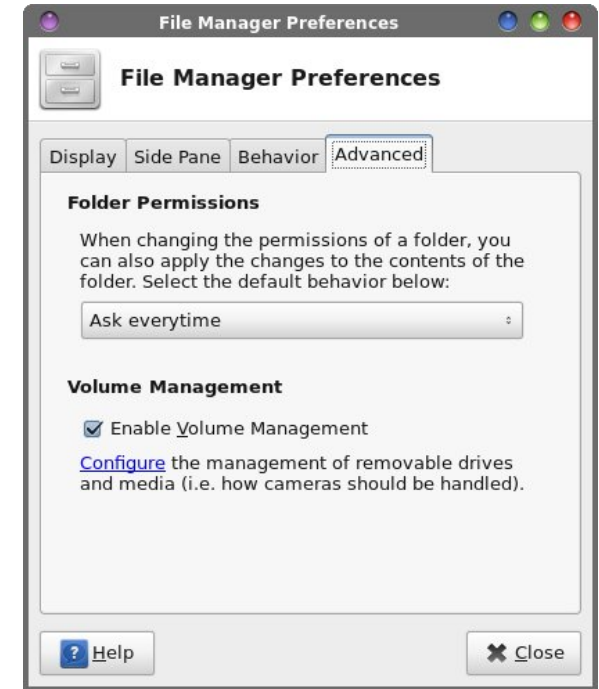 File Manager Preferences
File Manager Preferences
Display Side Pane Behavior Advanced
Folder Permissions
When changing the permissions of a folder, you
can also apply the changes to the contents of the
folder. Select the default behavior below:
Ask everytime
Volume Management
Enable Volume Management
Configure the management of removable drives
and media (i.e. how cameras should be handled).
? Help
Close